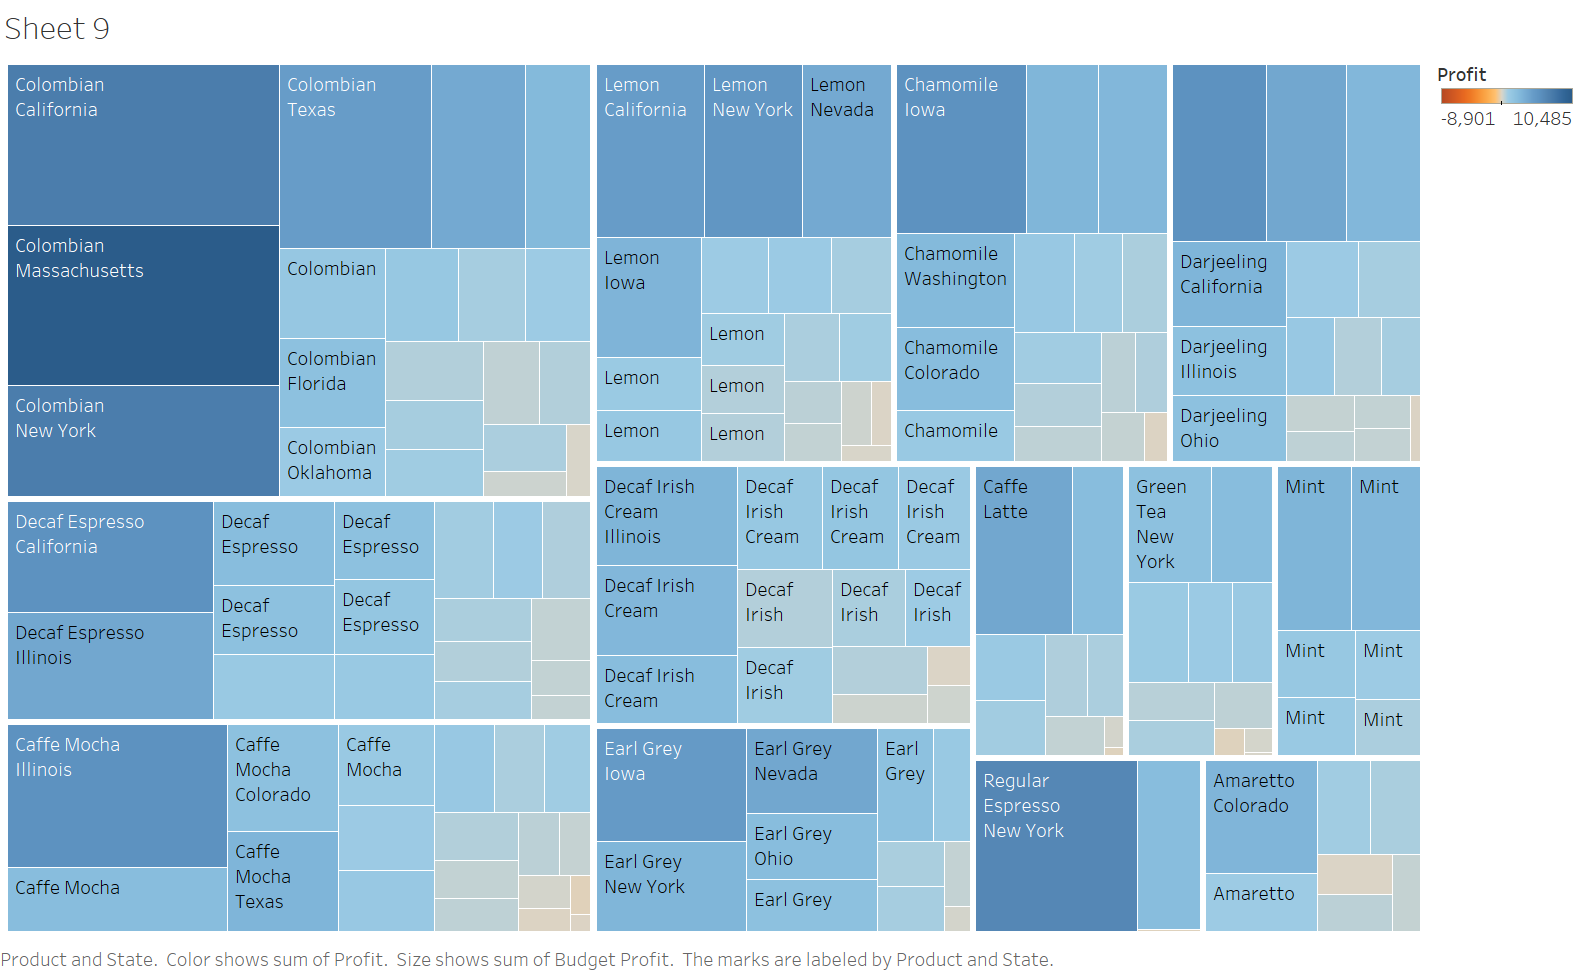 Sheet 9
Colombian
California
Colombian
Massachusetts
Colombian
New York
Colombian
Texas
Colombian
Colombian
Florida
Colombian
Oklahoma
Lemon
California
Lemon
New York
Lemon
Nevada
Lemon
Iowa
Lemon
Lemon
Lemon
Lemon
Lemon
Chamomile
Iowa
Chamomile
Washington
Chamomile
Colorado
Chamomile
Darjeeling
California
Darjeeling
Illinois
Darjeeling
Ohio
Profit
-8,901 10,485
Decaf Espresso
California
Decaf Espresso
Illinois
Decaf
Espresso
Decaf
Espresso
Decaf
Espresso
Decaf
Espresso
Decaf Irish
Cream
Illinois
Decaf Irish
Cream
Decaf Irish
Cream
Decaf
Irish
Cream
Decaf
Irish
Cream
Decaf
Irish
Cream
Decaf
Irish
Decaf
Irish
Decaf
Irish
Decaf
Irish
Caffe
Latte
Green
Tea
New
York
Mint
Mint
Mint
Mint
Mint
Mint
Caffe Mocha
Illinois
Caffe Mocha
Caffe
Mocha
Colorado
Caffe
Mocha
Texas
Caffe
Mocha
Earl Grey
Iowa
Earl Grey
New York
Earl Grey
Nevada
Earl Grey
Ohio
Earl Grey
Earl
Grey
Regular
Espresso
New York
Amaretto
Colorado
Amaretto
Product and State.  Color shows sum of Profit.  Size shows sum of Budget Profit.  The marks are labeled by Product and State.